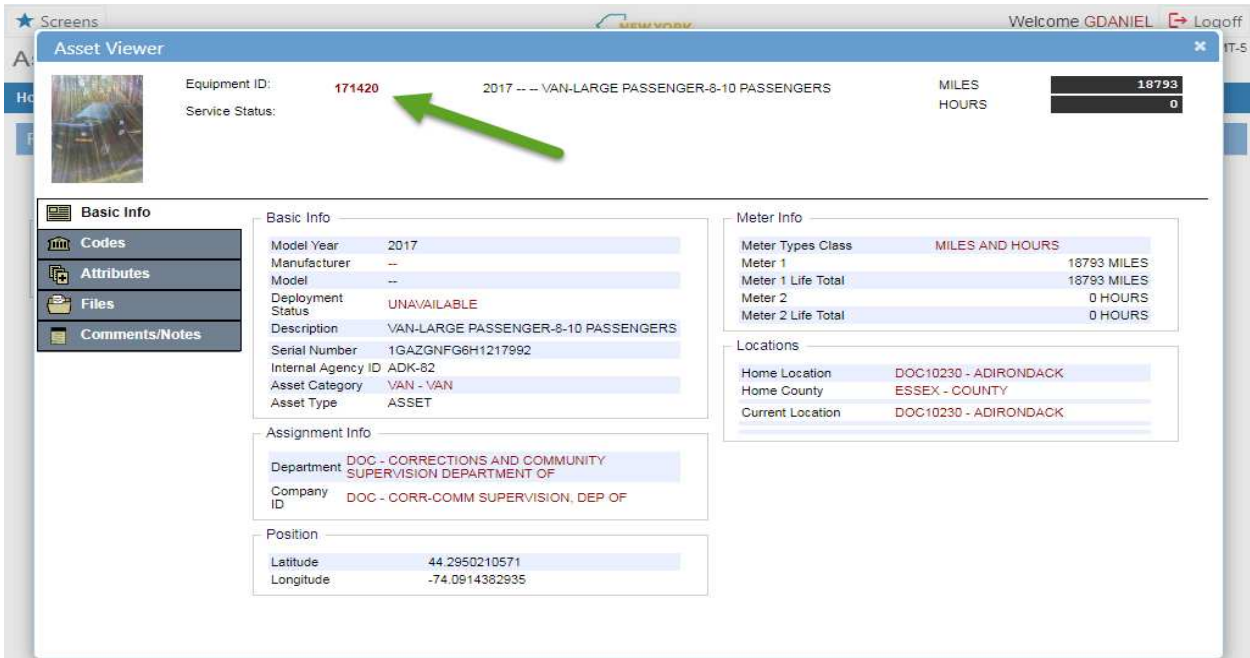 Screens
NEW YORK
Welcome GDANIEL
Logoff
Asset Viewer
×
MT-5
Equipment ID: 171420 2017 -- -- VAN-LARGE PASSENGER-8-10 PASSENGERS MILES 18793
Service Status: HOURS 0
Basic Info
Codes
Attributes
Files
Comments/Notes
Basic Info
Model Year 2017
Manufacturer --
Model --
Deployment
Status UNAVAILABLE
Description VAN-LARGE PASSENGER-8-10 PASSENGERS
Serial Number 1GAZGNFG6H1217992
Internal Agency ID ADK-82
Asset Category VAN - VAN
Asset Type ASSET
Assignment Info
Department DOC - CORRECTIONS AND COMMUNITY
SUPERVISION DEPARTMENT OF
Company
ID DOC - CORR-COMM SUPERVISION, DEP OF
Position
Latitude 44.2950210571
Longitude -74.0914382935
Meter Info
Meter Types Class MILES AND HOURS
Meter 1 18793 MILES
Meter 1 Life Total 18793 MILES
Meter 2 0 HOURS
Meter 2 Life Total 0 HOURS
Locations
Home Location DOC10230 - ADIRONDACK
Home County ESSEX - COUNTY
Current Location DOC10230 - ADIRONDACK